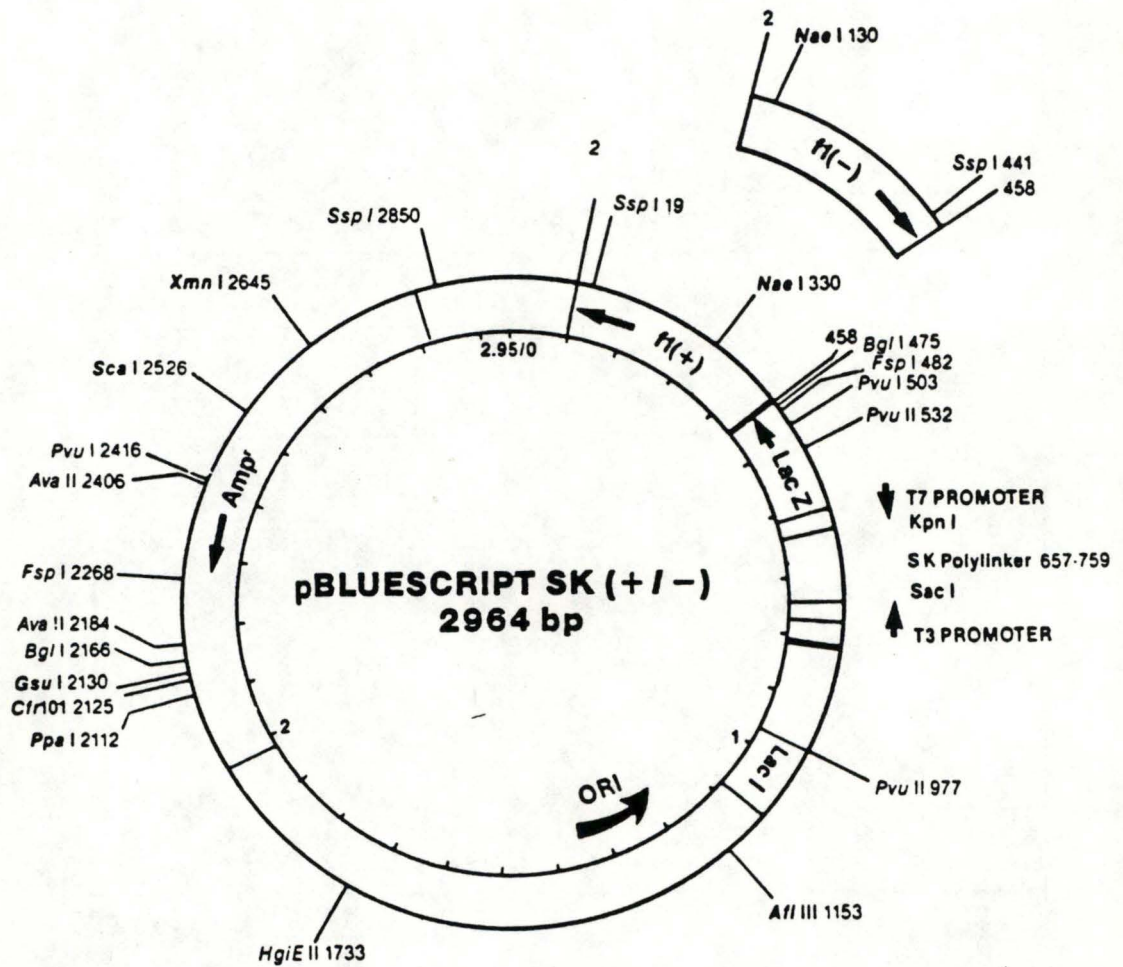 2
Nae I 130
f1(-)
Ssp I 441
458
2
Ssp I 19
Ssp I 2850
Xmn I 2645
Nae I 330
2.95/0
f1(+)
458
Bgl I 475
Fsp I 482
Pvu I 503
Pvu II 532
Sca I 2526
Pvu I 2416
Ava II 2406
Ampr
Lac Z
T7 PROMOTER
Kpn I
SK Polylinker 657-759
Sac I
T3 PROMOTER
Fsp I 2268
pBLUESCRIPT SK (+ / -)
2964 bp
Ava II 2184
Bgl I 2166
Gsu I 2130
Cfr101 2125
Ppa I 2112
2
1
Lac I
Pvu II 977
ORI
Afl III 1153
HgiE II 1733